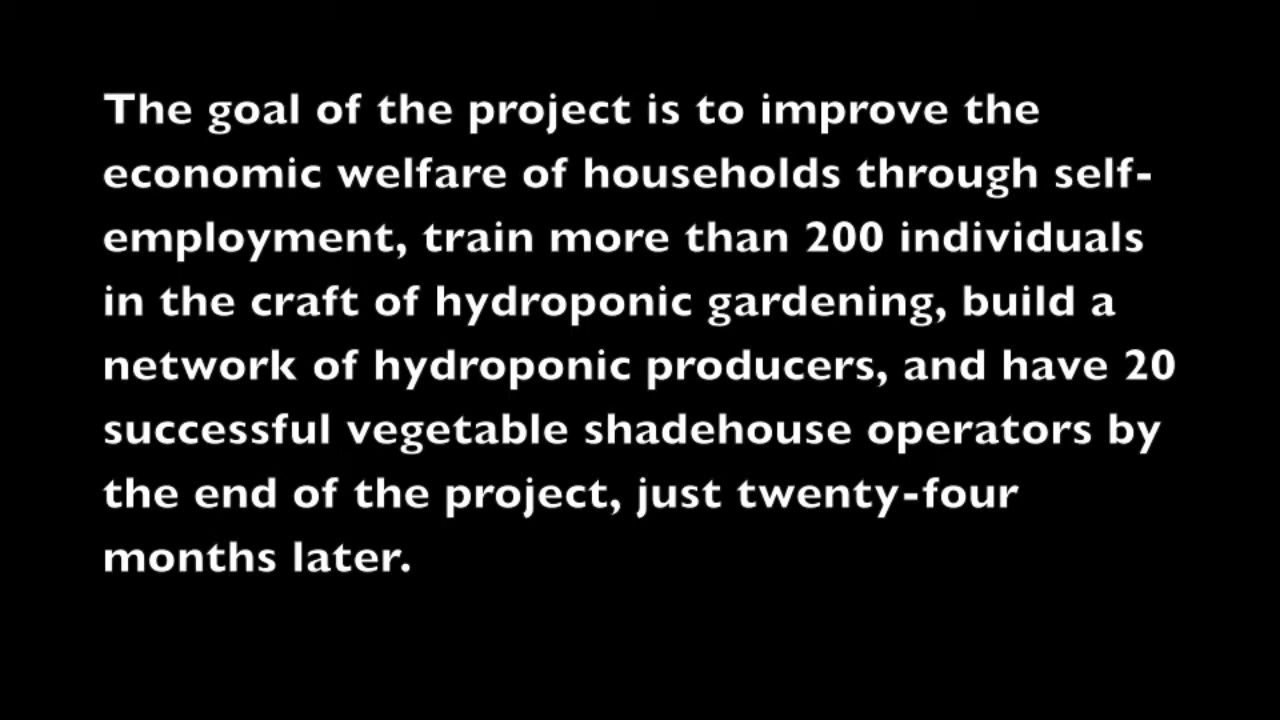 The goal of the project is to improve the
economic welfare of households through self-
employment, train more than 200 individuals
in the craft of hydroponic gardening, build a
network of hydroponic producers, and have 20
successful vegetable shadehouse operators by
the end of the project, just twenty-four
months later.